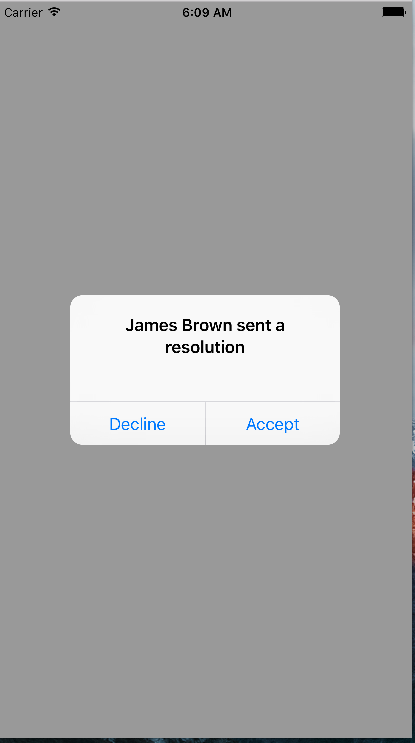 Carrier 6:09 AM
James Brown sent a
resolution
Decline Accept